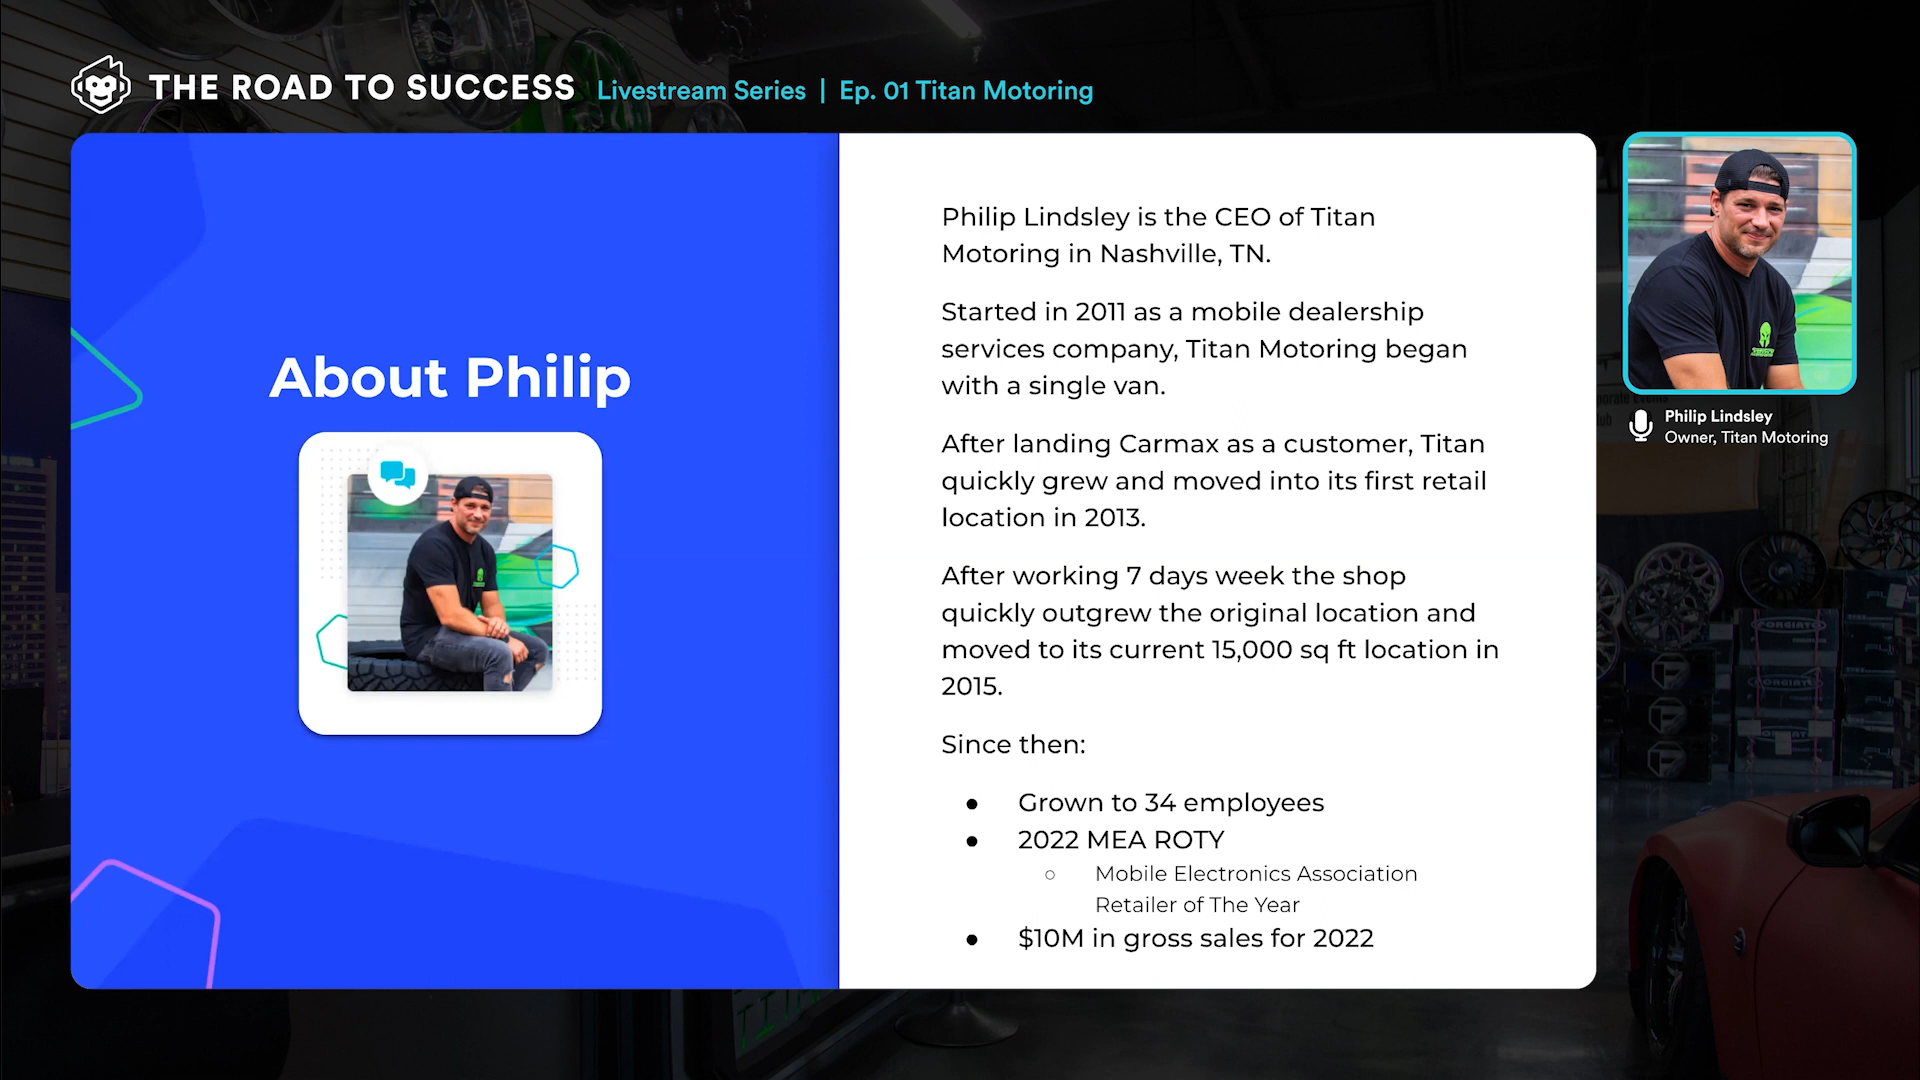 THE ROAD TO SUCCESS Livestream Series | Ep. 01 Titan Motoring
About Philip
Philip Lindsley is the CEO of Titan
Motoring in Nashville, TN.
Started in 2011 as a mobile dealership
services company, Titan Motoring began
with a single van.
After landing Carmax as a customer, Titan
quickly grew and moved into its first retail
location in 2013.
After working 7 days week the shop
quickly outgrew the original location and
moved to its current 15,000 sq ft location in
2015.
Since then:
● Grown to 34 employees
● 2022 MEA ROTY
○ Mobile Electronics Association
Retailer of The Year
● $10M in gross sales for 2022
Philip Lindsley
Owner, Titan Motoring
FORGIATO
FORGIATO